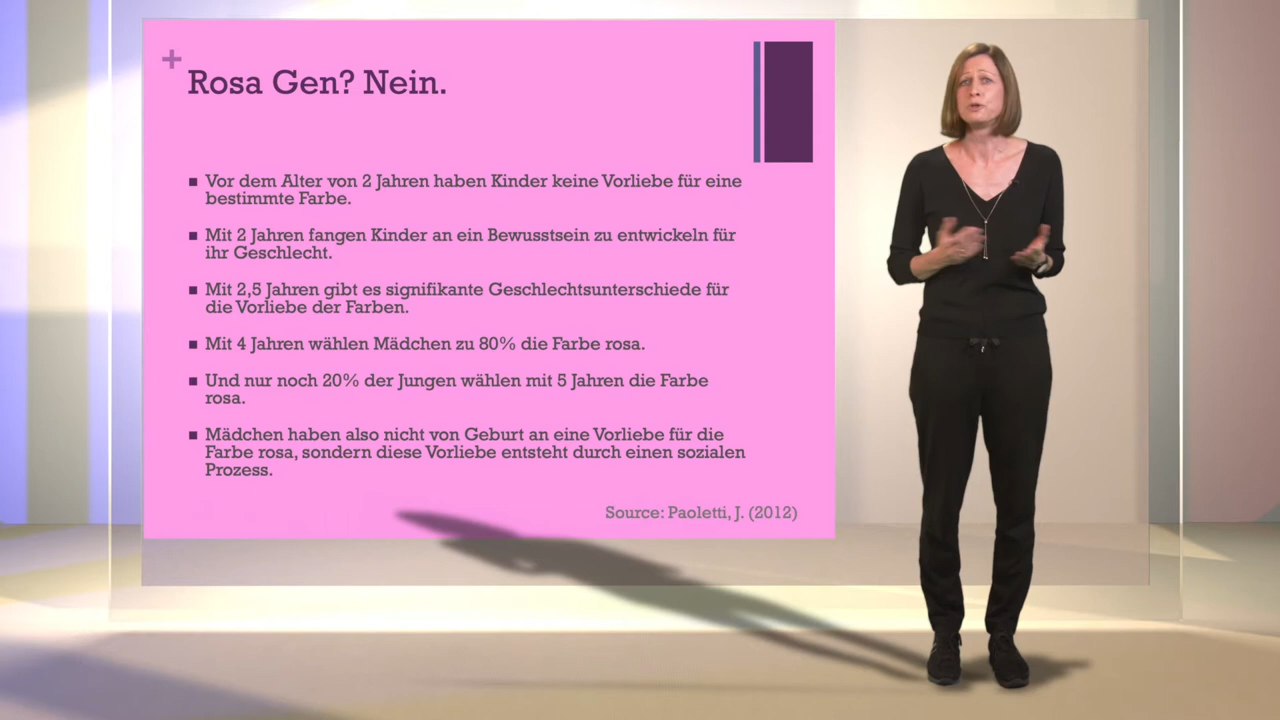 +
Rosa Gen? Nein.
■ Vor dem Alter von 2 Jahren haben Kinder keine Vorliebe für eine
bestimmte Farbe.
■ Mit 2 Jahren fangen Kinder an ein Bewusstsein zu entwickeln für
ihr Geschlecht.
■ Mit 2,5 Jahren gibt es signifikante Geschlechtsunterschiede für
die Vorliebe der Farben.
■ Mit 4 Jahren wählen Mädchen zu 80% die Farbe rosa.
■ Und nur noch 20% der Jungen wählen mit 5 Jahren die Farbe
rosa.
■ Mädchen haben also nicht von Geburt an eine Vorliebe für die
Farbe rosa, sondern diese Vorliebe entsteht durch einen sozialen
Prozess.
Source: Paoletti, J. (2012)